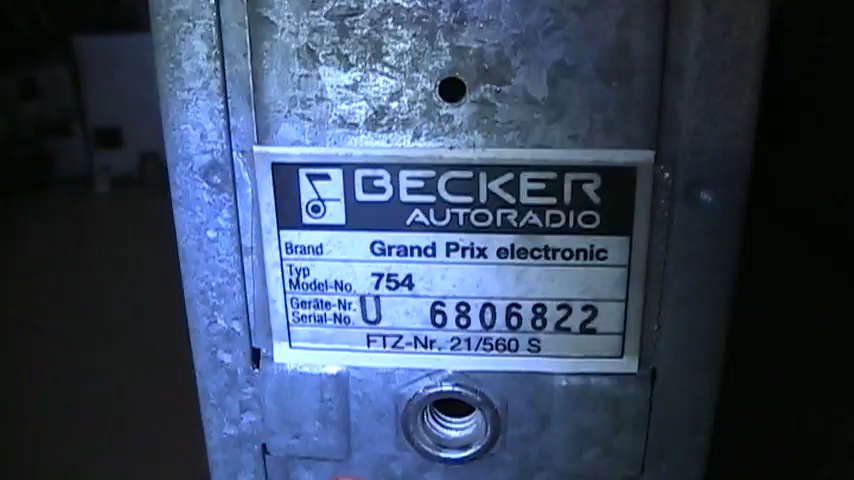 BECKER
AUTORADIO
Brand Grand Prix electronic
Typ
Model-No. 754
Geräte-Nr.
Serial-No. U 6806822
FTZ-Nr. 21/560 S